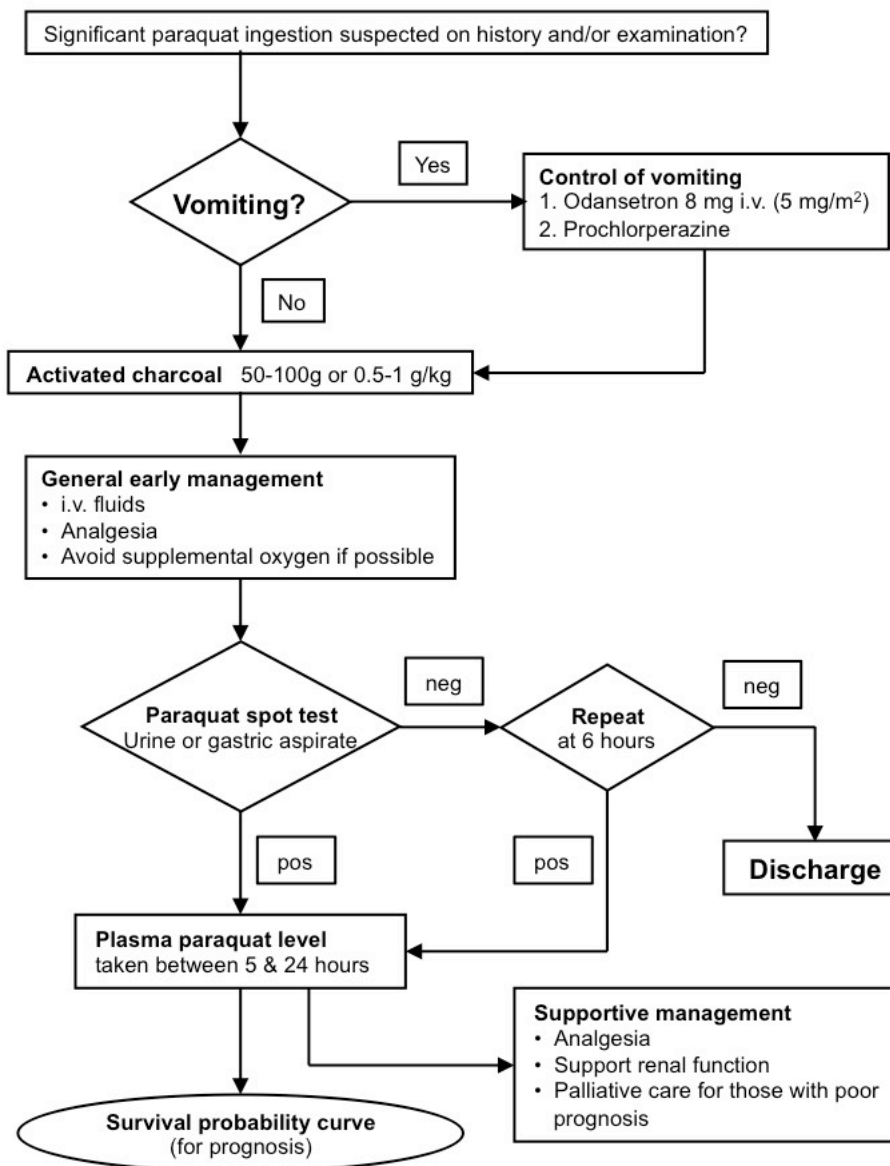 Significant paraquat ingestion suspected on history and/or examination?
Vomiting?
Yes
Control of vomiting
1. Odansetron 8 mg i.v. (5 mg/m²)
2. Prochlorperazine
No
Activated charcoal 50-100g or 0.5-1 g/kg
General early management
• i.v. fluids
• Analgesia
• Avoid supplemental oxygen if possible
Paraquat spot test
Urine or gastric aspirate
neg
Repeat
at 6 hours
neg
pos
pos
Discharge
Plasma paraquat level
taken between 5 & 24 hours
Supportive management
• Analgesia
• Support renal function
• Palliative care for those with poor
prognosis
Survival probability curve
(for prognosis)